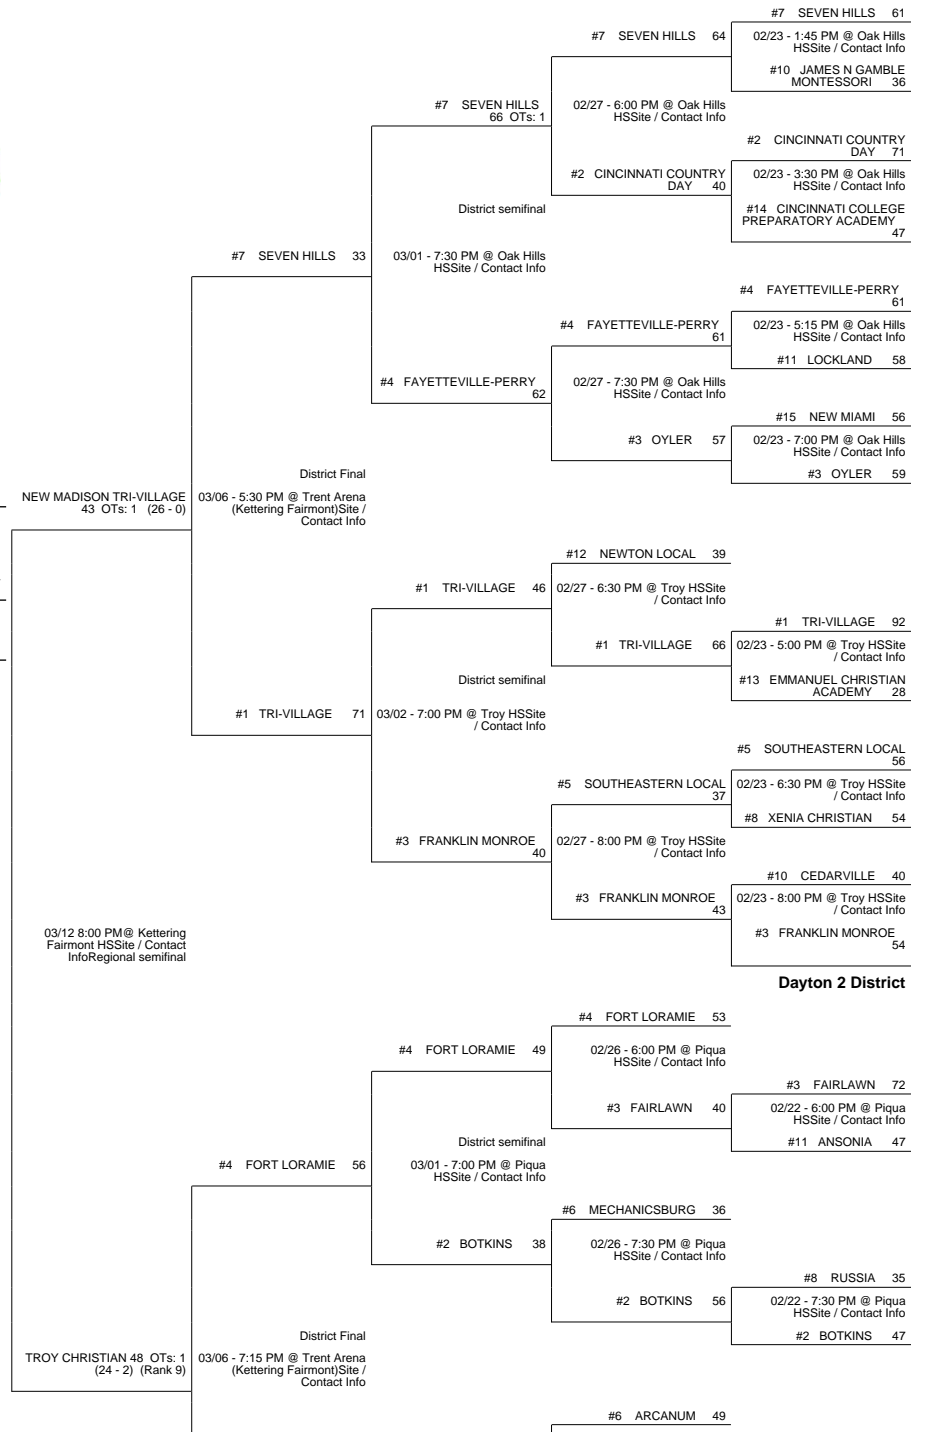 #7 SEVEN HILLS 61
#7 SEVEN HILLS 64
02/23 - 1:45 PM @ Oak Hills
HSSite / Contact Info
#10 JAMES N GAMBLE
MONTESSORI 36
#7 SEVEN HILLS
66 OTs: 1
02/27 - 6:00 PM @ Oak Hills
HSSite / Contact Info
#2 CINCINNATI COUNTRY
DAY 71
#2 CINCINNATI COUNTRY
DAY 40
02/23 - 3:30 PM @ Oak Hills
HSSite / Contact Info
#14 CINCINNATI COLLEGE
PREPARATORY ACADEMY
47
District semifinal
#7 SEVEN HILLS 33
03/01 - 7:30 PM @ Oak Hills
HSSite / Contact Info
#4 FAYETTEVILLE-PERRY
61
#4 FAYETTEVILLE-PERRY
61
02/23 - 5:15 PM @ Oak Hills
HSSite / Contact Info
#11 LOCKLAND 58
#4 FAYETTEVILLE-PERRY
62
02/27 - 7:30 PM @ Oak Hills
HSSite / Contact Info
#15 NEW MIAMI 56
#3 OYLER 57
02/23 - 7:00 PM @ Oak Hills
HSSite / Contact Info
#3 OYLER 59
District Final
NEW MADISON TRI-VILLAGE
43 OTs: 1 (26 - 0)
03/06 - 5:30 PM @ Trent Arena
(Kettering Fairmont)Site /
Contact Info
#12 NEWTON LOCAL 39
#1 TRI-VILLAGE 46
02/27 - 6:30 PM @ Troy HSSite
/ Contact Info
#1 TRI-VILLAGE 92
#1 TRI-VILLAGE 66
02/23 - 5:00 PM @ Troy HSSite
/ Contact Info
#13 EMMANUEL CHRISTIAN
ACADEMY 28
District semifinal
#1 TRI-VILLAGE 71
03/02 - 7:00 PM @ Troy HSSite
/ Contact Info
#5 SOUTHEASTERN LOCAL
56
#5 SOUTHEASTERN LOCAL
37
02/23 - 6:30 PM @ Troy HSSite
/ Contact Info
#8 XENIA CHRISTIAN 54
#3 FRANKLIN MONROE
40
02/27 - 8:00 PM @ Troy HSSite
/ Contact Info
#10 CEDARVILLE 40
#3 FRANKLIN MONROE
43
02/23 - 8:00 PM @ Troy HSSite
/ Contact Info
#3 FRANKLIN MONROE
54
03/12 8:00 PM@ Kettering
Fairmont HSSite / Contact
InfoRegional semifinal
Dayton 2 District
#4 FORT LORAMIE 53
#4 FORT LORAMIE 49
02/26 - 6:00 PM @ Piqua
HSSite / Contact Info
#3 FAIRLAWN 72
#3 FAIRLAWN 40
02/22 - 6:00 PM @ Piqua
HSSite / Contact Info
#11 ANSONIA 47
District semifinal
#4 FORT LORAMIE 56
03/01 - 7:00 PM @ Piqua
HSSite / Contact Info
#6 MECHANICSBURG 36
#2 BOTKINS 38
02/26 - 7:30 PM @ Piqua
HSSite / Contact Info
#8 RUSSIA 35
#2 BOTKINS 56
02/22 - 7:30 PM @ Piqua
HSSite / Contact Info
#2 BOTKINS 47
District Final
TROY CHRISTIAN 48 OTs: 1
(24 - 2) (Rank 9)
03/06 - 7:15 PM @ Trent Arena
(Kettering Fairmont)Site /
Contact Info
#6 ARCANUM 49